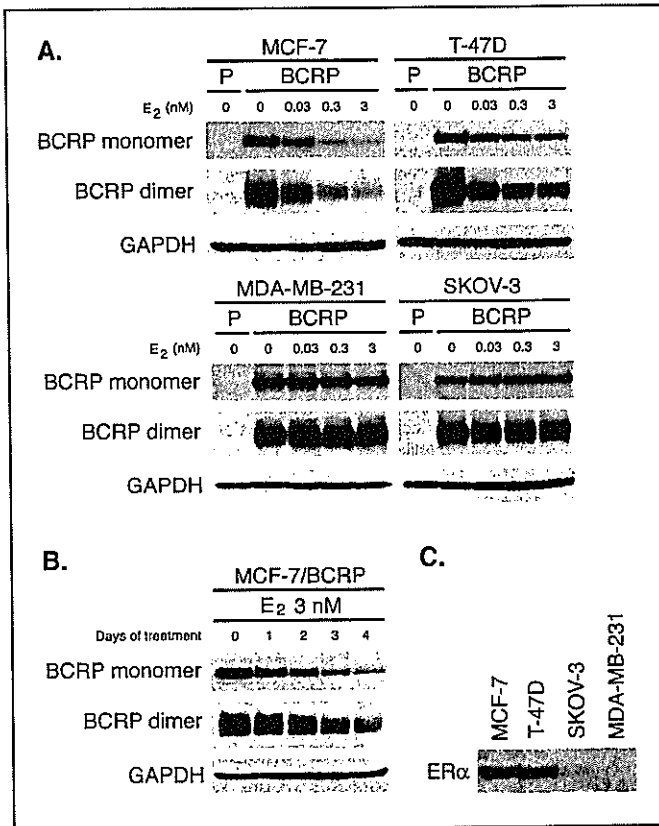 A.
MCF-7 T-47D
P BCRP P BCRP
E₂ (nM) 0 0 0.03 0.3 3 0 0 0.03 0.3 3
BCRP monomer
BCRP dimer
GAPDH
MDA-MB-231 SKOV-3
P BCRP P BCRP
E₂ (nM) 0 0 0.03 0.3 3 0 0 0.03 0.3 3
BCRP monomer
BCRP dimer
GAPDH
B.
MCF-7/BCRP
E₂ 3 nM
Days of treatment 0 1 2 3 4
BCRP monomer
BCRP dimer
GAPDH
C.
MCF-7
T-47D
SKOV-3
MDA-MB-231
ERα